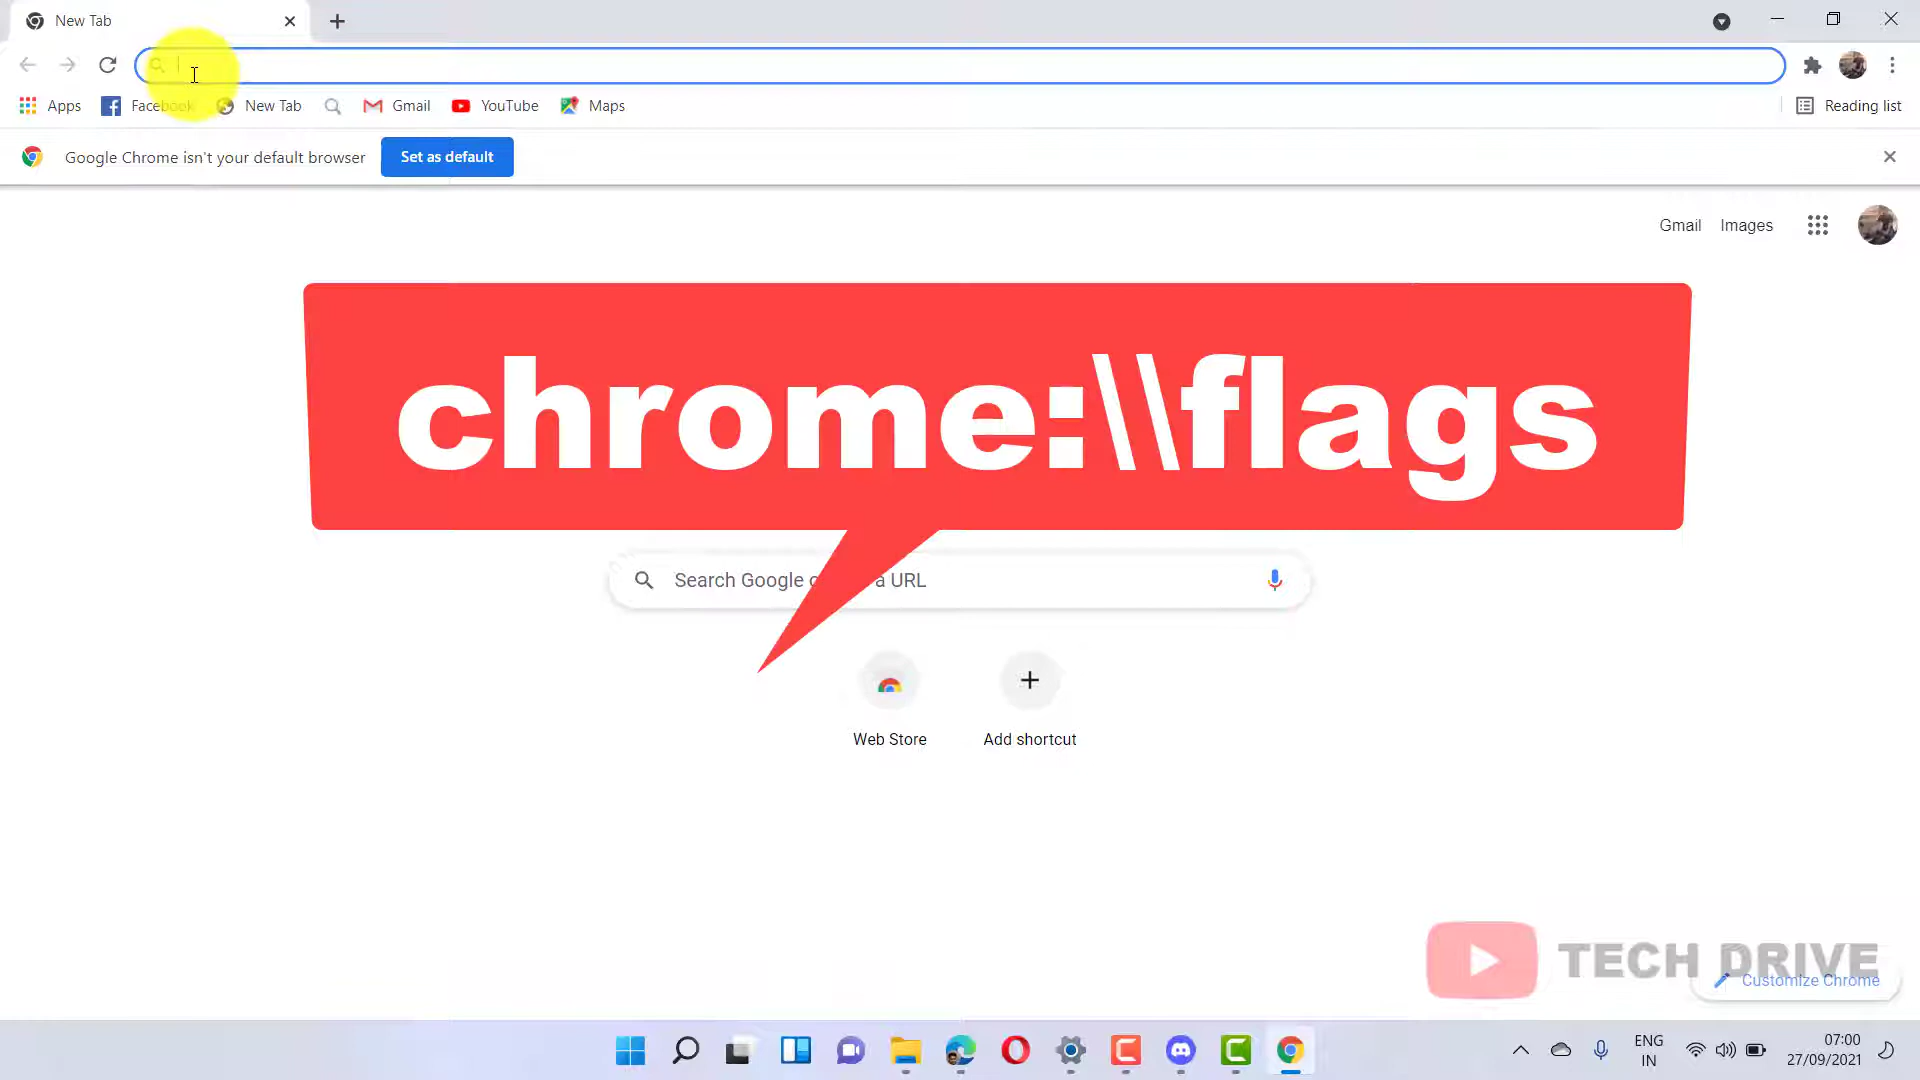 New Tab
Apps
Facebook
New Tab
Gmail
YouTube
Maps
Reading list
Google Chrome isn't your default browser
Set as default
Gmail
Images
chrome:\\flags
Search Google o
a URL
Web Store
Add shortcut
TECH DRIVE
Customize Chrome
ENG
IN
07:00
27/09/2021